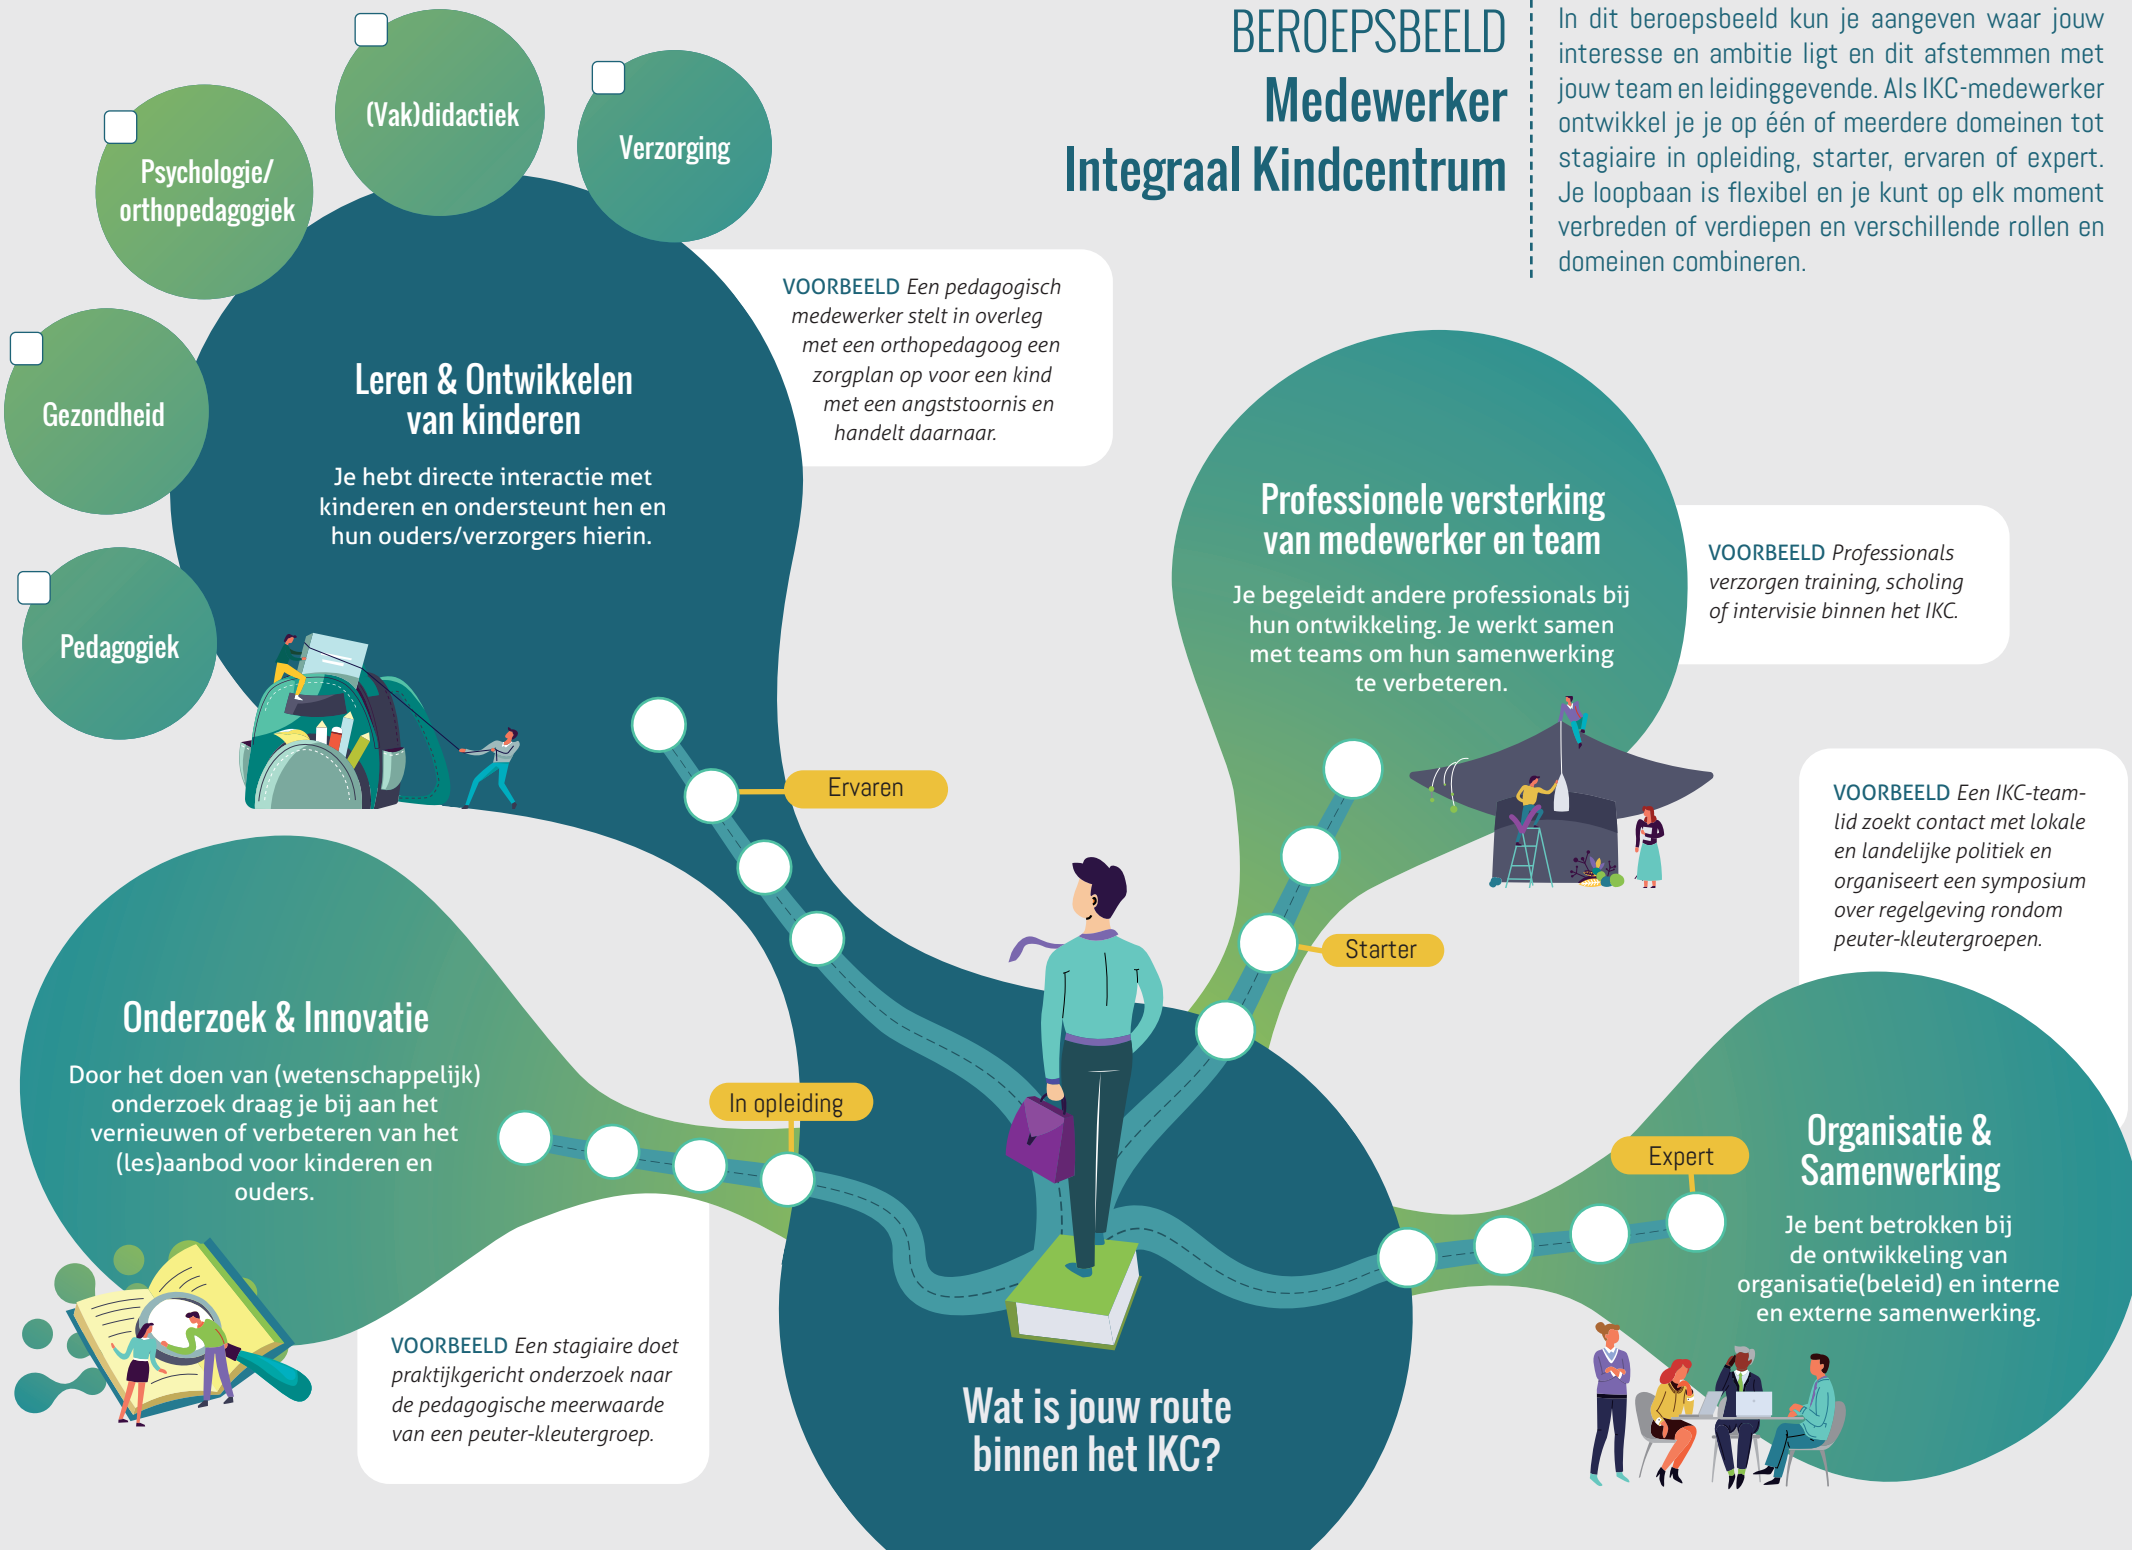 BEROEPSBEELD
Medewerker
Integraal Kindcentrum
In dit beroepsbeeld kun je aangeven waar jouw
interesse en ambitie ligt en dit afstemmen met
jouw team en leidinggevende. Als IKC-medewerker
ontwikkel je je op één of meerdere domeinen tot
stagiaire in opleiding, starter, ervaren of expert.
Je loopbaan is flexibel en je kunt op elk moment
verbreden of verdiepen en verschillende rollen en
domeinen combineren.
(Vak)didactiek
Verzorging
Psychologie/
orthopedagogiek
Gezondheid
Pedagogiek
Leren & Ontwikkelen
van kinderen
Je hebt directe interactie met
kinderen en ondersteunt hen en
hun ouders/verzorgers hierin.
VOORBEELD Een pedagogisch
medewerker stelt in overleg
met een orthopedagoog een
zorgplan op voor een kind
met een angststoornis en
handelt daarnaar.
Ervaren
Professionele versterking
van medewerker en team
Je begeleidt andere professionals bij
hun ontwikkeling. Je werkt samen
met teams om hun samenwerking
te verbeteren.
VOORBEELD Professionals
verzorgen training, scholing
of intervisie binnen het IKC.
Starter
VOORBEELD Een IKC-team-
lid zoekt contact met lokale
en landelijke politiek en
organiseert een symposium
over regelgeving rondom
peuter-kleutergroepen.
Onderzoek & Innovatie
Door het doen van (wetenschappelijk)
onderzoek draag je bij aan het
vernieuwen of verbeteren van het
(les)aanbod voor kinderen en
ouders.
In opleiding
VOORBEELD Een stagiaire doet
praktijkgericht onderzoek naar
de pedagogische meerwaarde
van een peuter-kleutergroep.
Expert
Organisatie &
Samenwerking
Je bent betrokken bij
de ontwikkeling van
organisatie(beleid) en interne
en externe samenwerking.
Wat is jouw route
binnen het IKC?